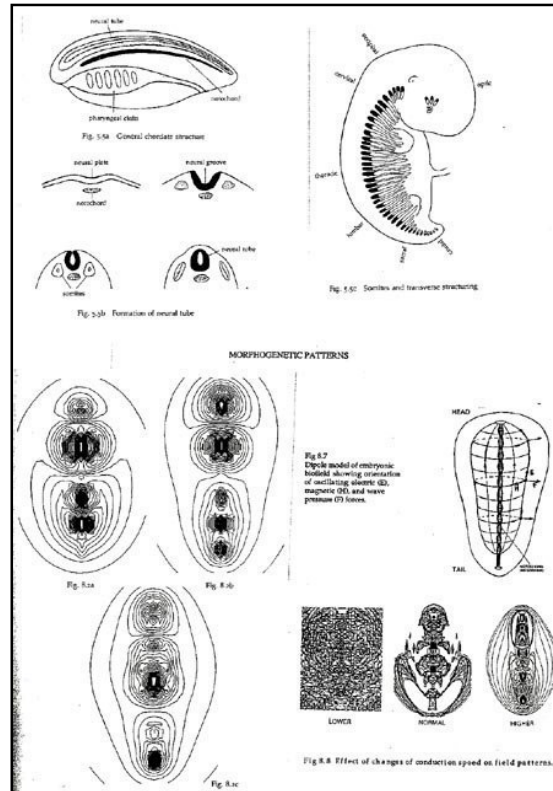 neural tube
notochord
pharyngeal clefts
Fig. 5.5a General chordate structure
neural plate
notochord
neural groove
somites
neural tube
Fig. 5.5b Formation of neural tube
occipital
cervical
optic
thoracic
lumbar
sacral
Fig. 5.5c Somites and transverse structuring
MORPHOGENETIC PATTERNS
Fig. 8.2a
Fig. 8.2b
Fig. 8.2c
Fig 8.7
Dipole model of embryonic
biofield showing orientation
of oscillating electric (E),
magnetic (H), and wave
pressure (F) forces.
HEAD
E
H
F
TAIL
LOWER
NORMAL
HIGHER
Fig 8.8 Effect of changes of conduction speed on field patterns.